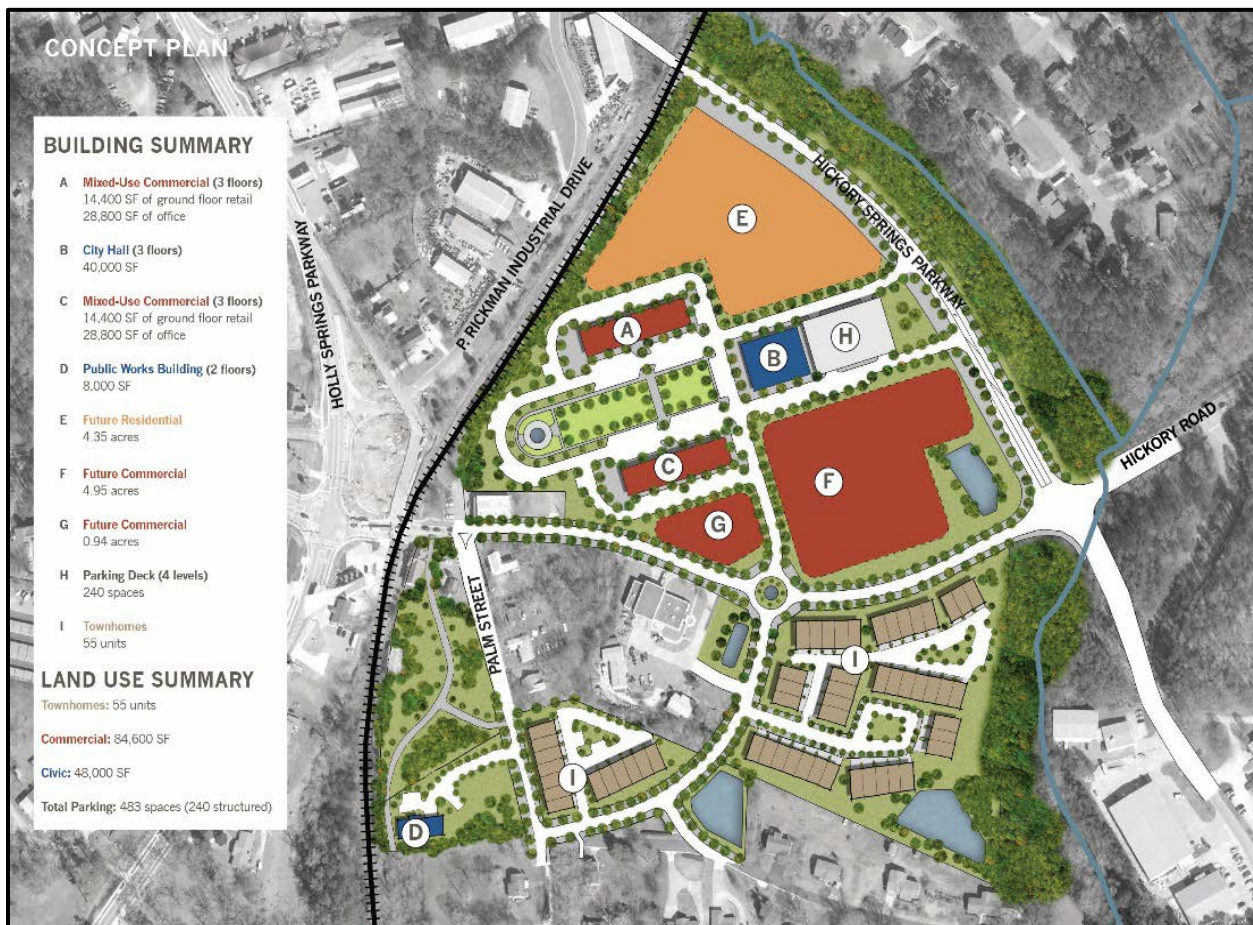 CONCEPT PLAN
BUILDING SUMMARY
A Mixed-Use Commercial (3 floors)
14,400 SF of ground floor retail
28,800 SF of office
B City Hall (3 floors)
40,000 SF
C Mixed-Use Commercial (3 floors)
14,400 SF of ground floor retail
28,800 SF of office
D Public Works Building (2 floors)
8,000 SF
E Future Residential
4.35 acres
F Future Commercial
4.95 acres
G Future Commercial
0.94 acres
H Parking Deck (4 levels)
240 spaces
I Townhomes
55 units
LAND USE SUMMARY
Townhomes: 55 units
Commercial: 84,600 SF
Civic: 48,000 SF
Total Parking: 483 spaces (240 structured)
HOLLY SPRINGS PARKWAY
P. RICKMAN INDUSTRIAL DRIVE
HICKORY SPRINGS PARKWAY
HICKORY ROAD
PALM STREET
E
A
B
H
C
F
G
I
I
D